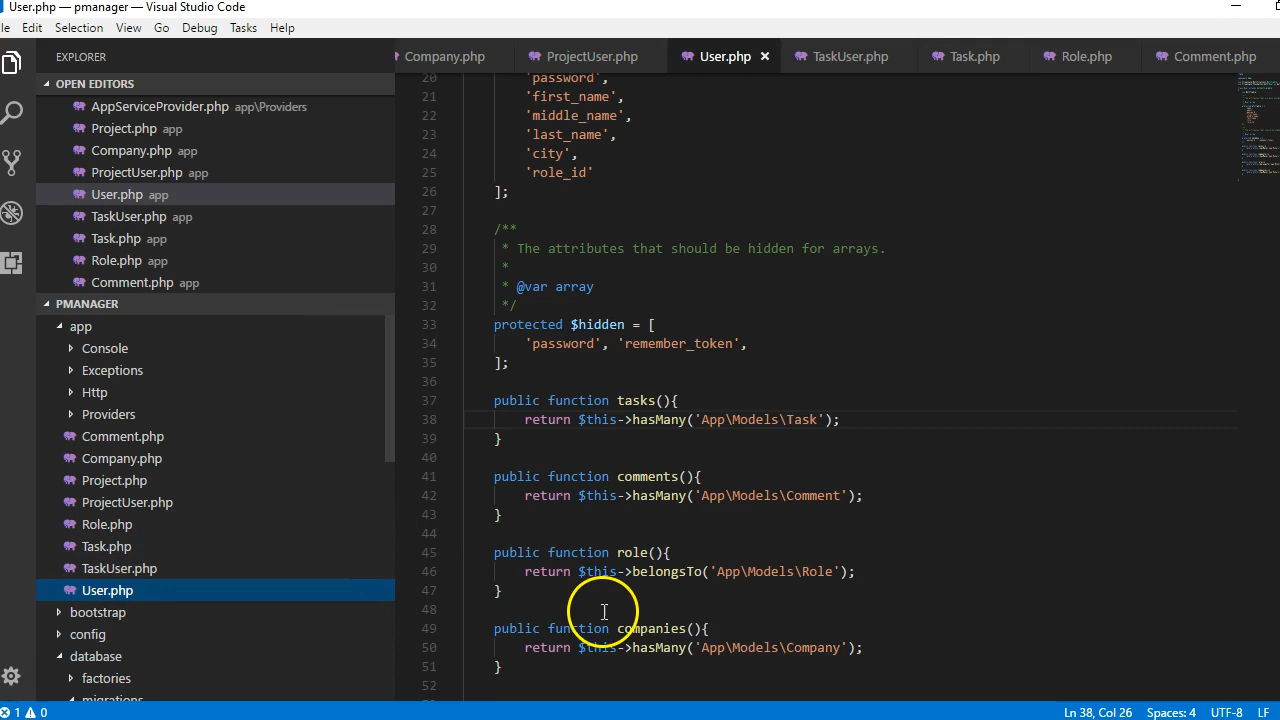 User.php — pmanager — Visual Studio Code
le Edit Selection View Go Debug Tasks Help
EXPLORER
OPEN EDITORS
AppServiceProvider.php app\Providers
Project.php app
Company.php app
ProjectUser.php app
User.php app
TaskUser.php app
Task.php app
Role.php app
Comment.php app
PMANAGER
app
Console
Exceptions
Http
Providers
Comment.php
Company.php
Project.php
ProjectUser.php
Role.php
Task.php
TaskUser.php
User.php
bootstrap
config
database
factories
migrations
Company.php ProjectUser.php User.php × TaskUser.php Task.php Role.php Comment.php
20 'password',
21 'first_name',
22 'middle_name',
23 'last_name',
24 'city',
25 'role_id'
26 ];
27
28 /**
29 * The attributes that should be hidden for arrays.
30 *
31 * @var array
32 */
33 protected $hidden = [
34 'password', 'remember_token',
35 ];
36
37 public function tasks(){
38 return $this->hasMany('App\Models\Task');
39 }
40
41 public function comments(){
42 return $this->hasMany('App\Models\Comment');
43 }
44
45 public function role(){
46 return $this->belongsTo('App\Models\Role');
47 }
48
49 public function companies(){
50 return $this->hasMany('App\Models\Company');
51 }
52
1 0 Ln 38, Col 26 Spaces: 4 UTF-8 LF